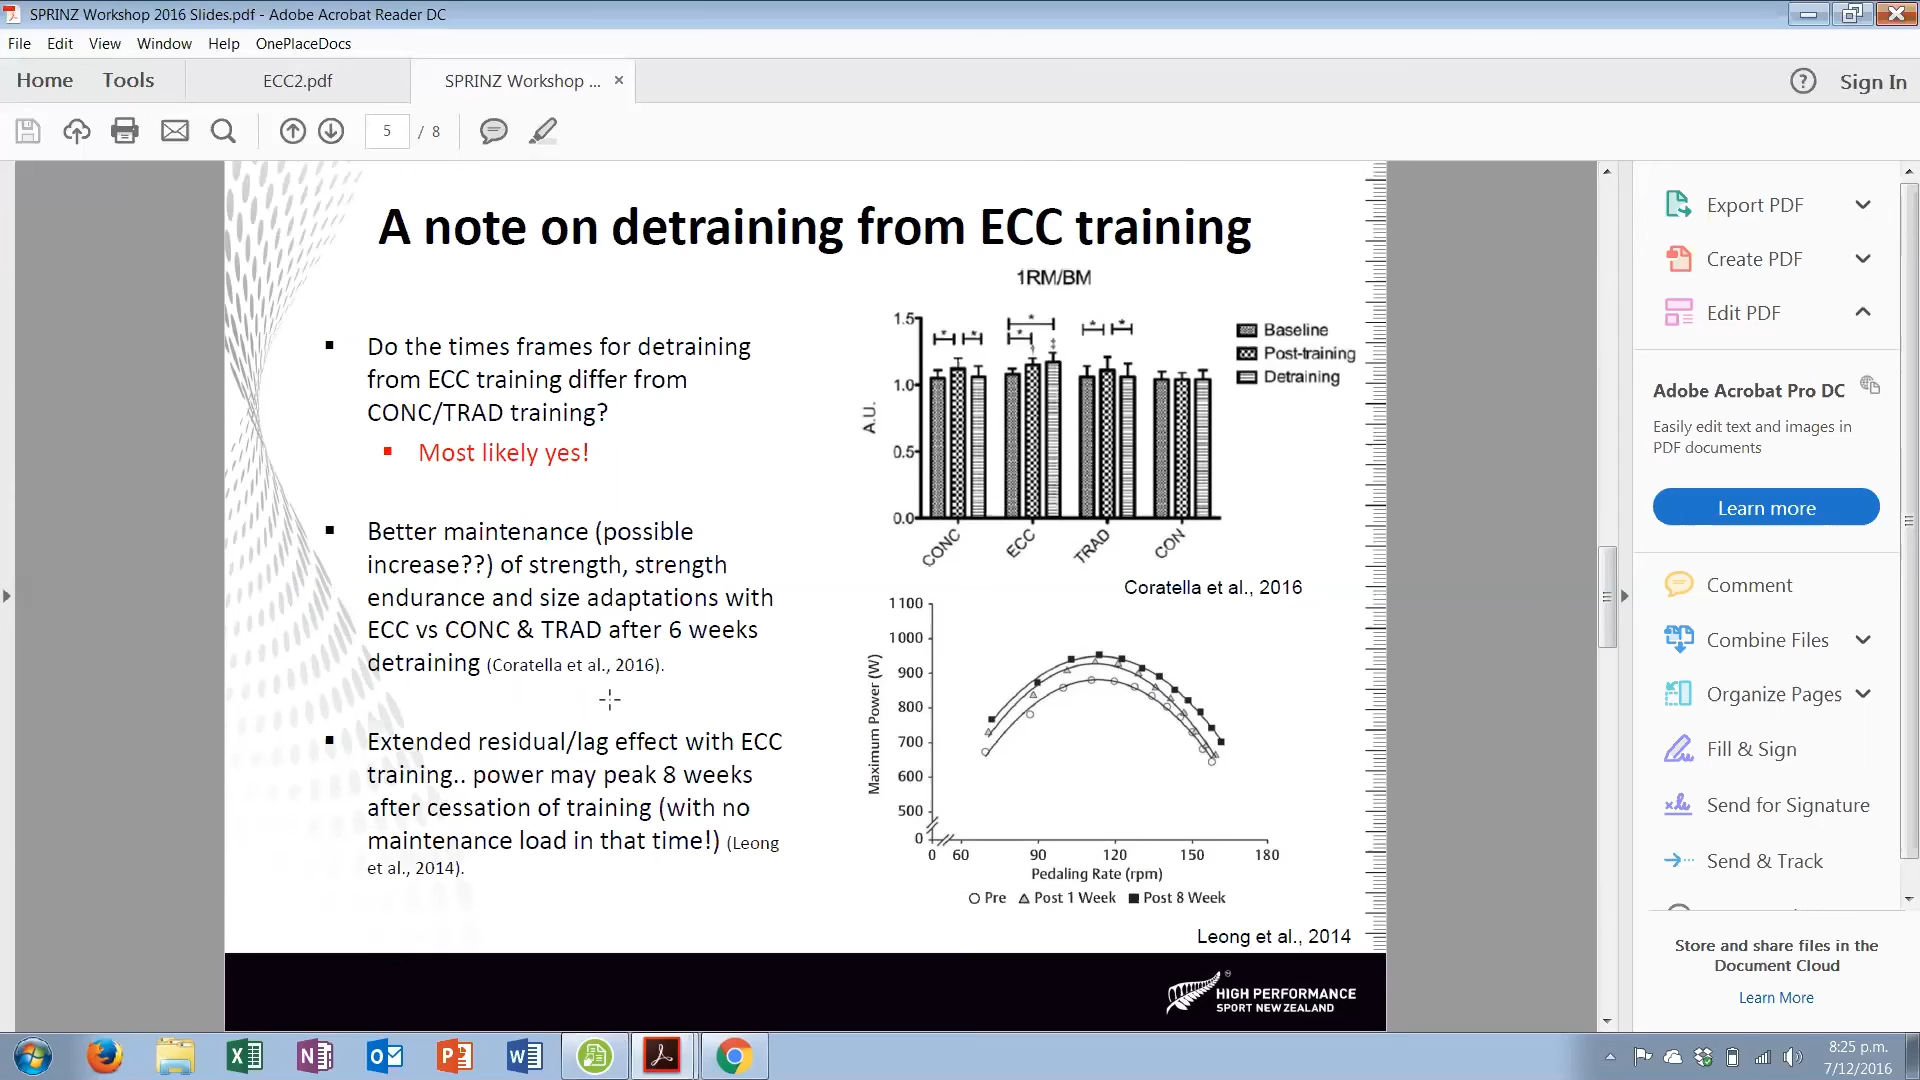 SPRINZ Workshop 2016 Slides.pdf - Adobe Acrobat Reader DC
File Edit View Window Help OnePlaceDocs
Home Tools ECC2.pdf SPRINZ Workshop ... × ? Sign In
5 / 8
A note on detraining from ECC training
▪ Do the times frames for detraining
from ECC training differ from
CONC/TRAD training?
▪ Most likely yes!
▪ Better maintenance (possible
increase??) of strength, strength
endurance and size adaptations with
ECC vs CONC & TRAD after 6 weeks
detraining (Coratella et al., 2016).
▪ Extended residual/lag effect with ECC
training.. power may peak 8 weeks
after cessation of training (with no
maintenance load in that time!) (Leong
et al., 2014).
1RM/BM
A.U.
1.5
1.0
0.5
0.0
* * * * † ‡ * *
CONC ECC TRAD CON
Baseline
Post-training
Detraining
Coratella et al., 2016
Maximum Power (W)
1100
1000
900
800
700
600
500
0
0 60 90 120 150 180
Pedaling Rate (rpm)
Pre Post 1 Week Post 8 Week
Leong et al., 2014
HIGH PERFORMANCE
SPORT NEW ZEALAND
®
Export PDF
Create PDF
Edit PDF
Adobe Acrobat Pro DC
Easily edit text and images in
PDF documents
Learn more
Comment
Combine Files
Organize Pages
Fill & Sign
Send for Signature
Send & Track
Store and share files in the
Document Cloud
Learn More
8:25 p.m.
7/12/2016